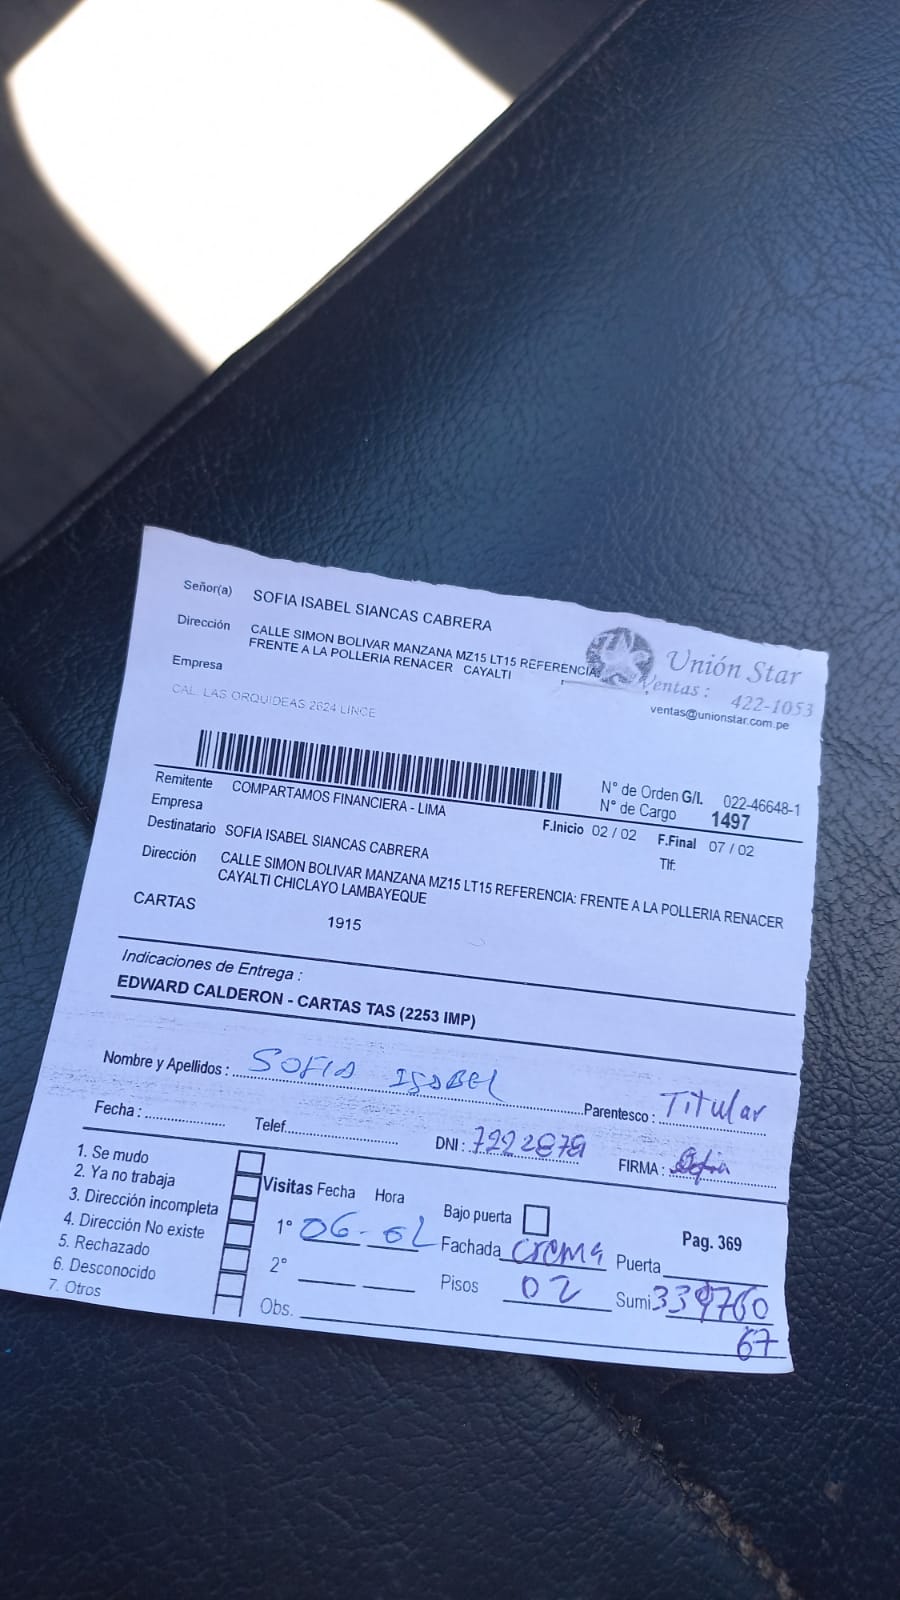 Señor(a) SOFIA ISABEL SIANCAS CABRERA
Dirección CALLE SIMON BOLIVAR MANZANA MZ15 LT15 REFERENCIA:
FRENTE A LA POLLERIA RENACER CAYALTI
Empresa
CAL. LAS ORQUIDEAS 2624 LINCE
Unión Star
Ventas : 422-1053
ventas@unionstar.com.pe
N° de Orden G/I. 022-46648-1
N° de Cargo 1497
Remitente COMPARTAMOS FINANCIERA - LIMA
Empresa
F.Inicio 02 / 02 F.Final 07 / 02
Destinatario SOFIA ISABEL SIANCAS CABRERA
Tlf:
Dirección CALLE SIMON BOLIVAR MANZANA MZ15 LT15 REFERENCIA: FRENTE A LA POLLERIA RENACER
CAYALTI CHICLAYO LAMBAYEQUE
CARTAS 1915
Indicaciones de Entrega :
EDWARD CALDERON - CARTAS TAS (2253 IMP)
Nombre y Apellidos : SOFIA ISABEL Parentesco : Titular
Fecha : Telef. DNI : 7222879 FIRMA : Sofia
1. Se mudo
2. Ya no trabaja
3. Dirección incompleta
4. Dirección No existe
5. Rechazado
6. Desconocido
7. Otros
Visitas Fecha Hora Bajo puerta Pag. 369
1° 06-02 Fachada crema Puerta
2° Pisos 02 Sumi 339760
67
Obs.